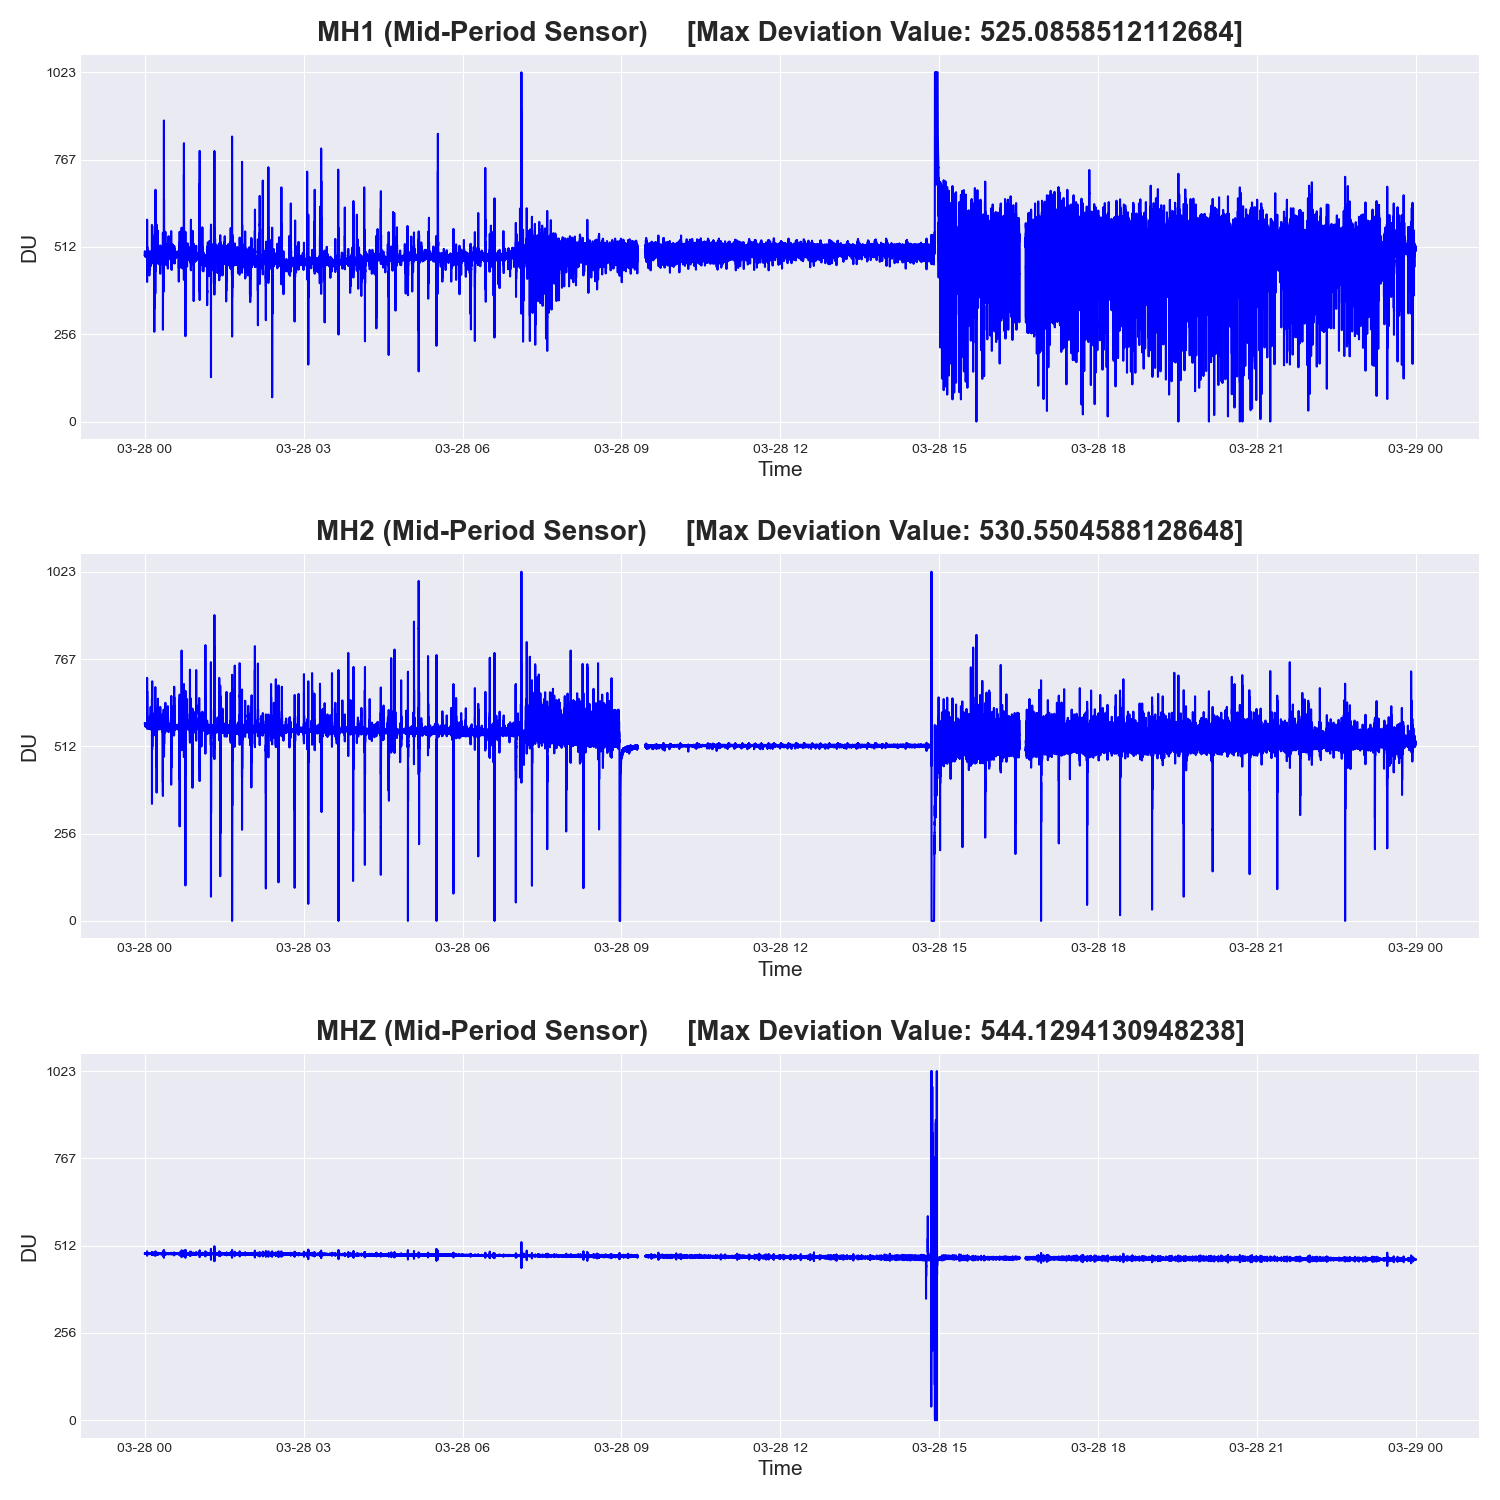 MH1 (Mid-Period Sensor) [Max Deviation Value: 525.0858512112684]
1023
767
512
256
0
DU
03-28 00 03-28 03 03-28 06 03-28 09 03-28 12 03-28 15 03-28 18 03-28 21 03-29 00
Time
MH2 (Mid-Period Sensor) [Max Deviation Value: 530.5504588128648]
1023
767
512
256
0
DU
03-28 00 03-28 03 03-28 06 03-28 09 03-28 12 03-28 15 03-28 18 03-28 21 03-29 00
Time
MHZ (Mid-Period Sensor) [Max Deviation Value: 544.1294130948238]
1023
767
512
256
0
DU
03-28 00 03-28 03 03-28 06 03-28 09 03-28 12 03-28 15 03-28 18 03-28 21 03-29 00
Time